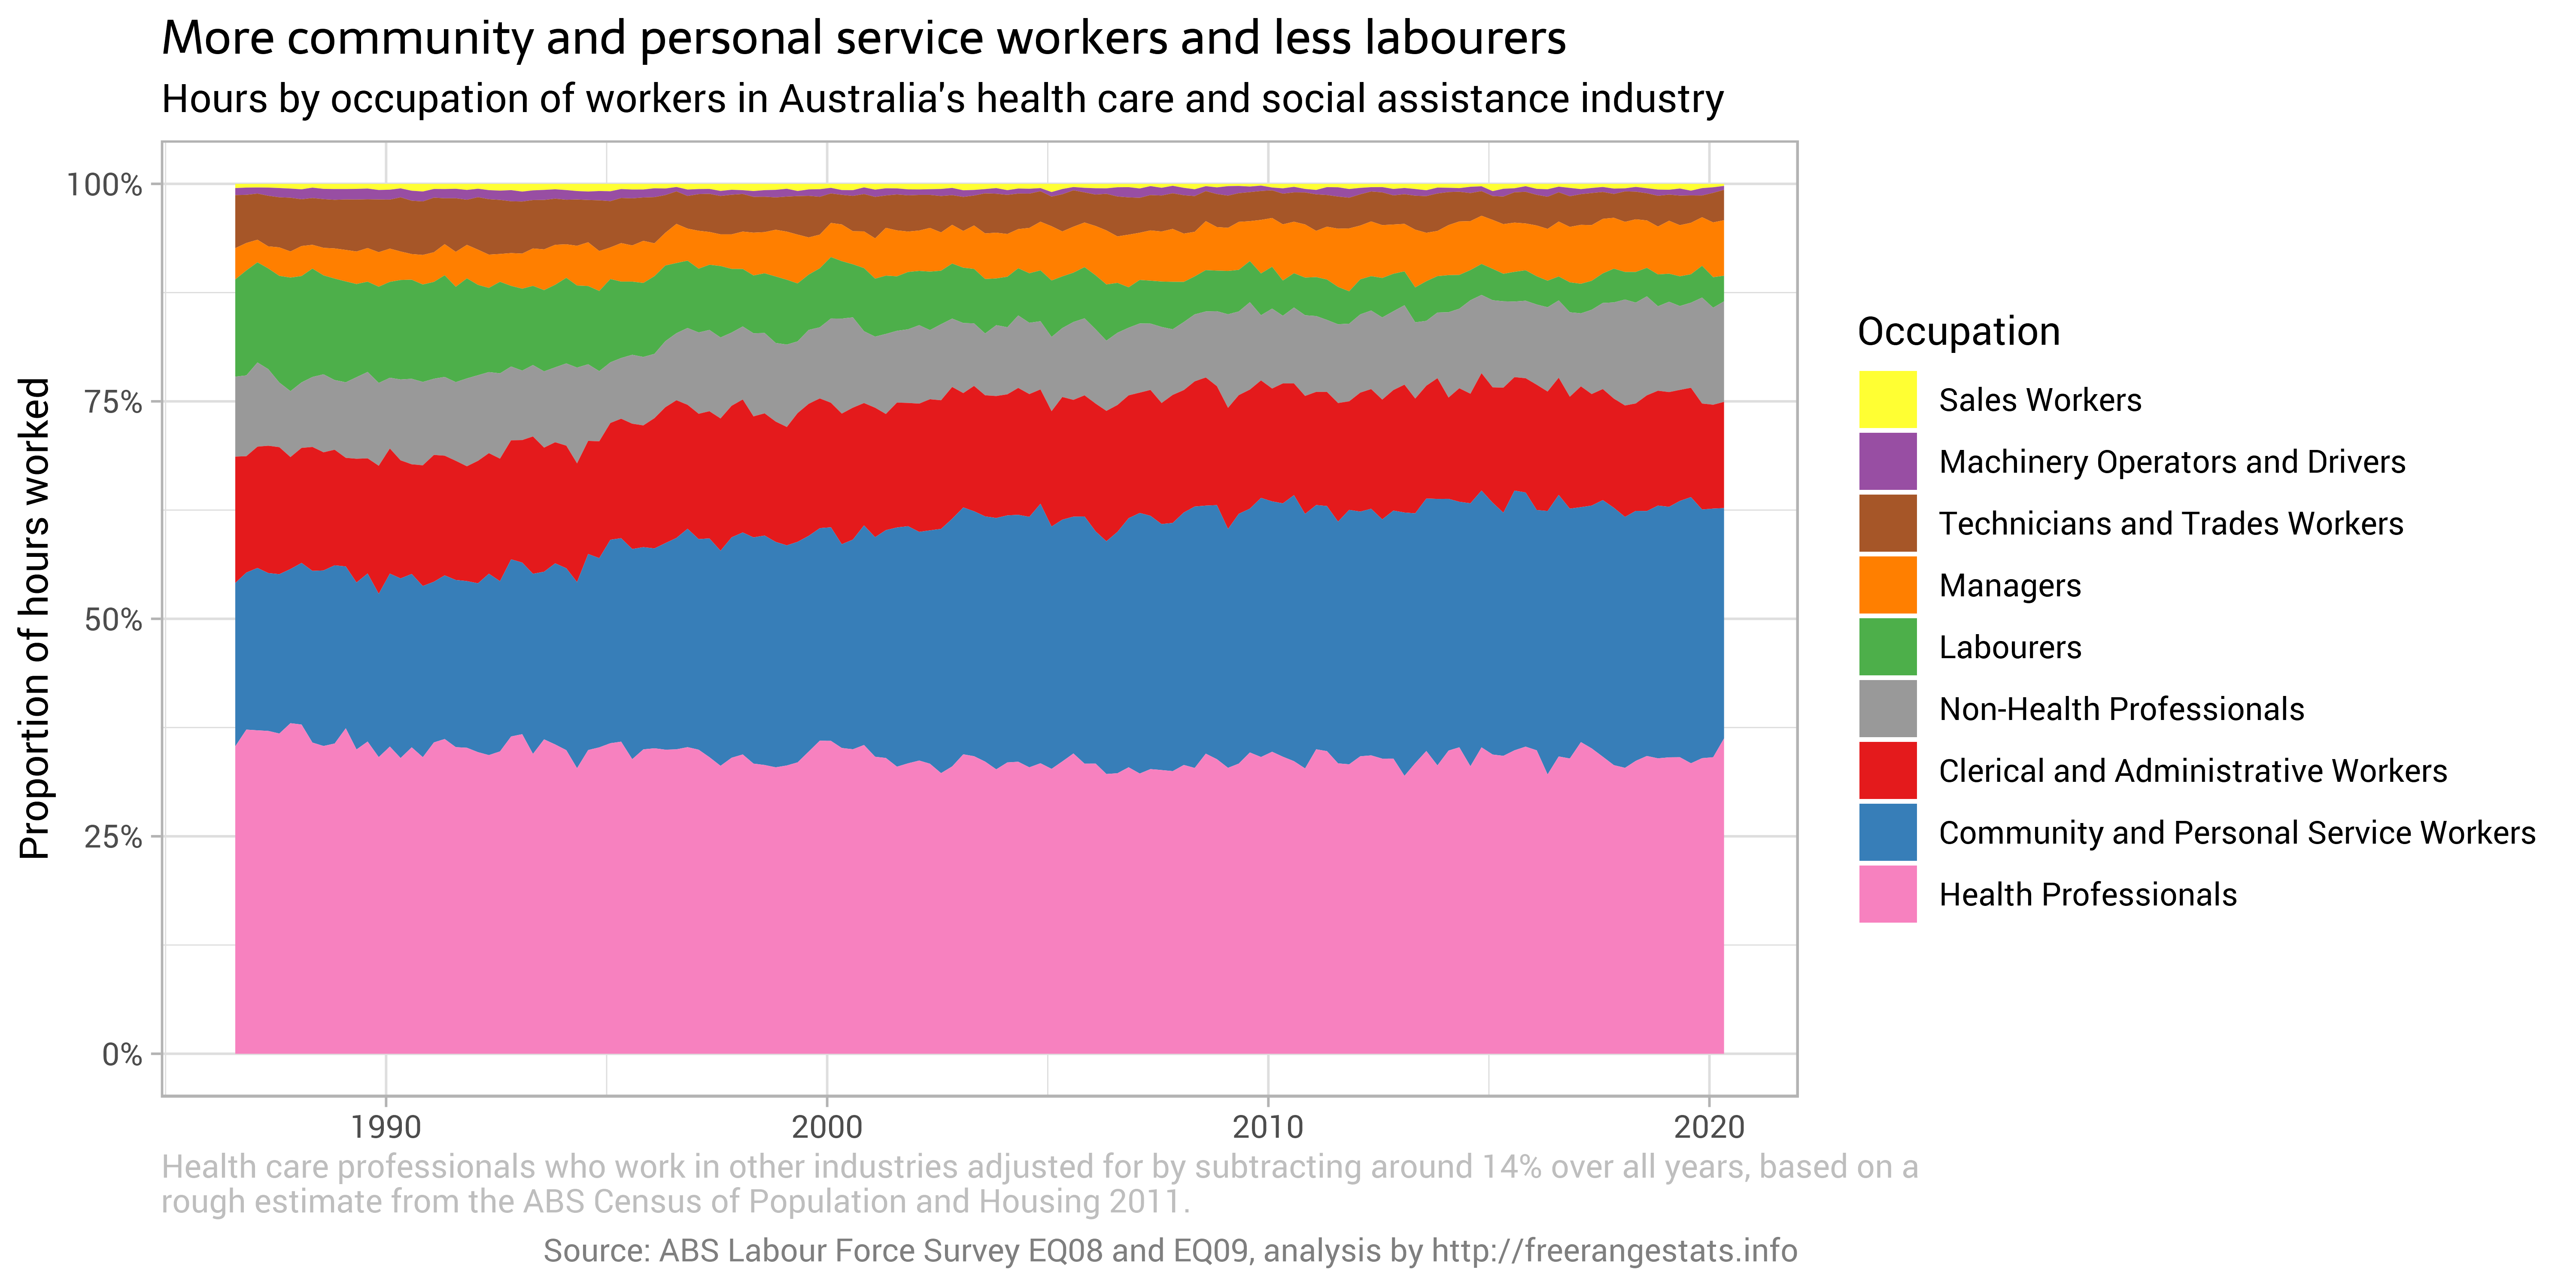 More community and personal service workers and less labourers
Hours by occupation of workers in Australia's health care and social assistance industry
Proportion of hours worked
100%
75%
50%
25%
0%
1990
2000
2010
2020
Occupation
Sales Workers
Machinery Operators and Drivers
Technicians and Trades Workers
Managers
Labourers
Non-Health Professionals
Clerical and Administrative Workers
Community and Personal Service Workers
Health Professionals
Health care professionals who work in other industries adjusted for by subtracting around 14% over all years, based on a
rough estimate from the ABS Census of Population and Housing 2011.
Source: ABS Labour Force Survey EQ08 and EQ09, analysis by http://freerangestats.info